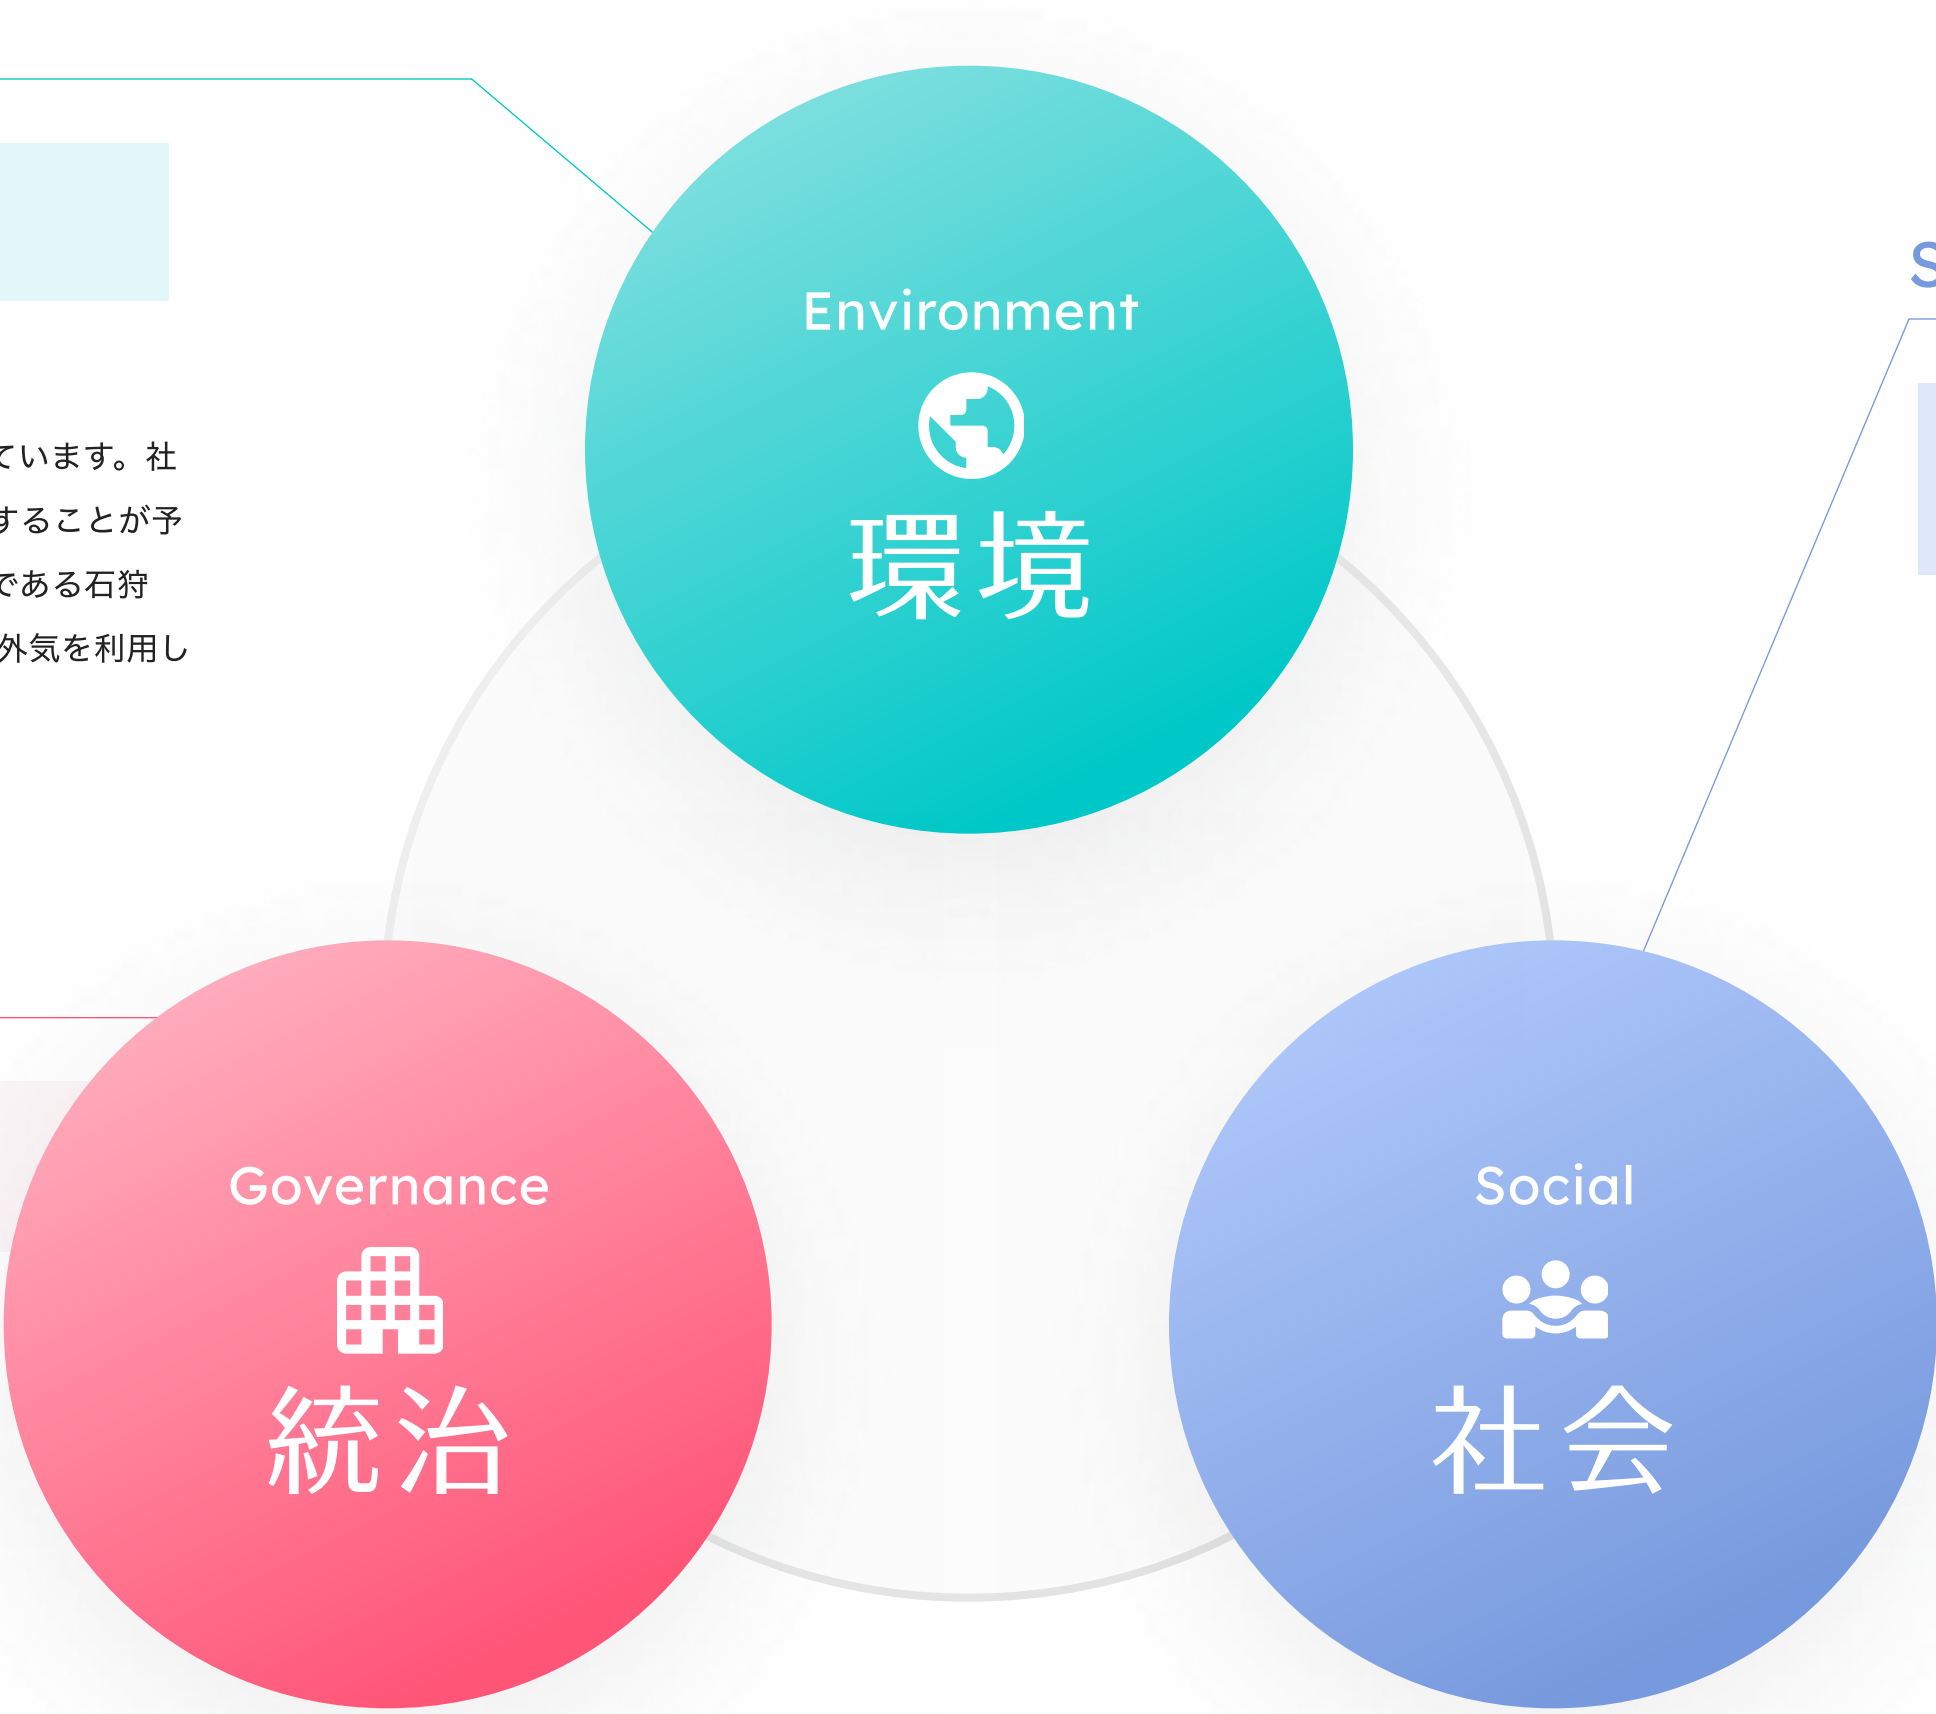 Environment
環境
ています。社
することが予
である石狩
外気を利用し
S
Governance
統治
Social
社会